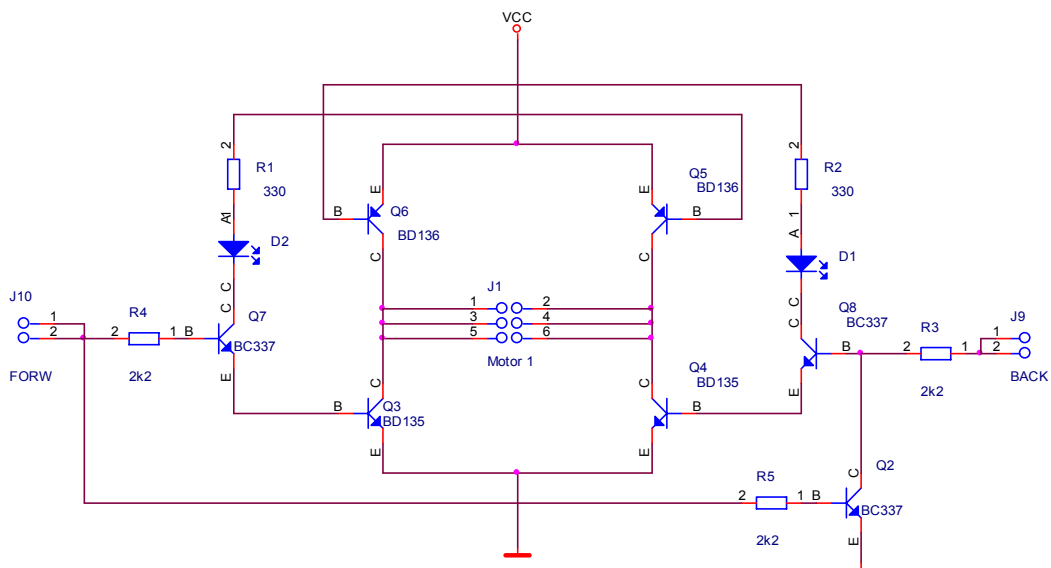 VCC
2
R1
330
A1
D2
C
C
Q7
BC337
B
E
J10
1
2
FORW
R4
2
1
2k2
E
B
Q6
BD136
C
E
Q5
BD136
B
C
J1
1
2
3
4
5
6
Motor 1
C
B
Q3
BD135
E
C
Q4
BD135
B
E
2
R2
330
A 1
D1
C
C
Q8
BC337
B
E
R3
2
1
2k2
J9
1
2
BACK
R5
2
1
2k2
B
C
Q2
BC337
E